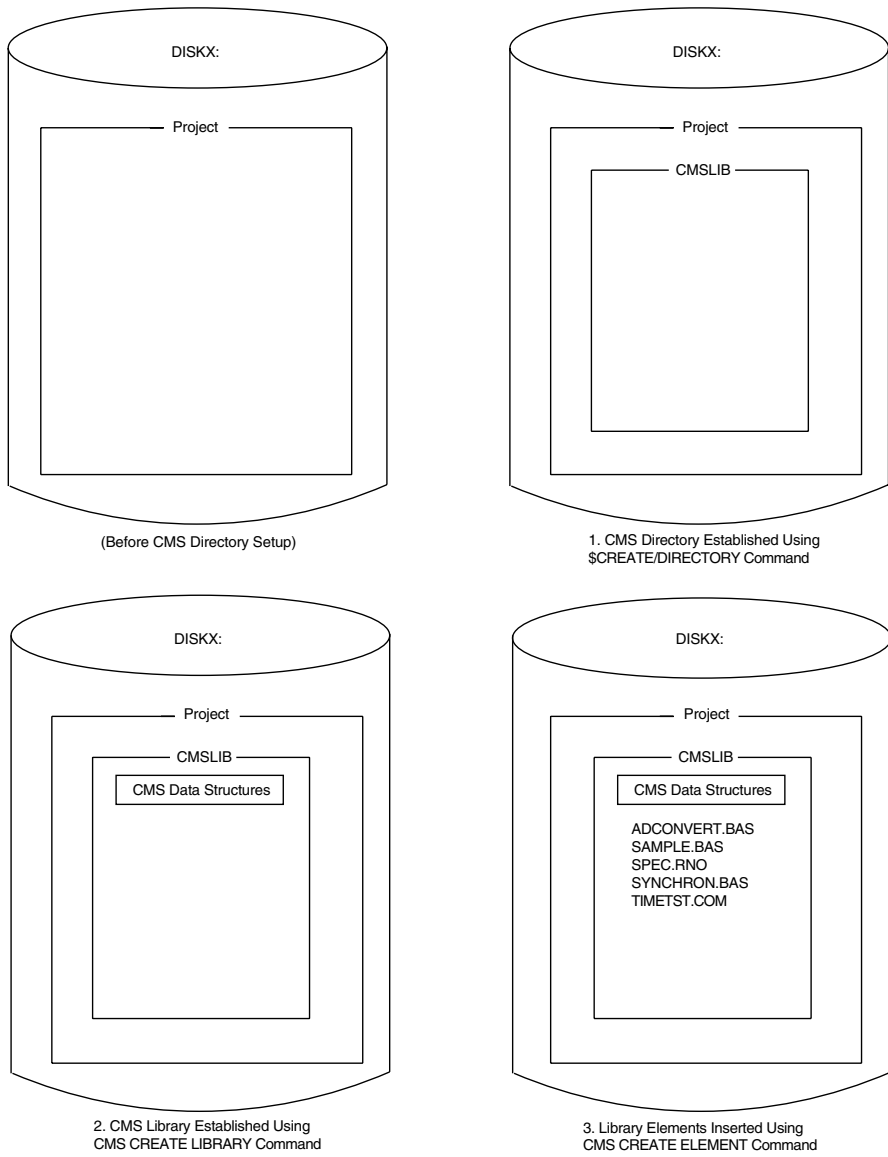 DISKX:
Project
(Before CMS Directory Setup)
DISKX:
Project
CMSLIB
1. CMS Directory Established Using
$CREATE/DIRECTORY Command
DISKX:
Project
CMSLIB
CMS Data Structures
2. CMS Library Established Using
CMS CREATE LIBRARY Command
DISKX:
Project
CMSLIB
CMS Data Structures
ADCONVERT.BAS
SAMPLE.BAS
SPEC.RNO
SYNCHRON.BAS
TIMETST.COM
3. Library Elements Inserted Using
CMS CREATE ELEMENT Command